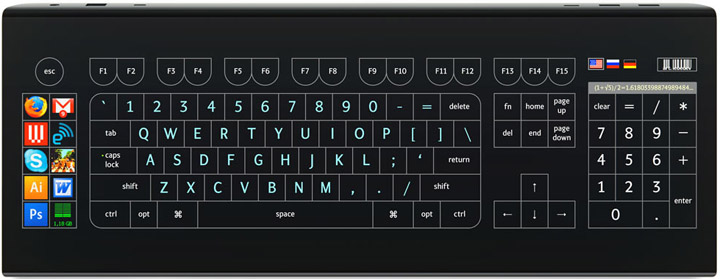 esc F1 F2 F3 F4 F5 F6 F7 F8 F9 F10 F11 F12 F13 F14 F15
(1+√5)/2=1.61803398874989484...
` 1 2 3 4 5 6 7 8 9 0 - = delete fn home page up clear = / *
tab Q W E R T Y U I O P [ ] \ del end page down 7 8 9 -
caps lock A S D F G H J K L ; ‘ return 4 5 6 +
Ai shift Z X C V B N M , . / shift ↑ 1 2 3 enter
Ps 1.18 GB ctrl opt ⌘ space ⌘ opt ctrl ← ↓ → 0 .